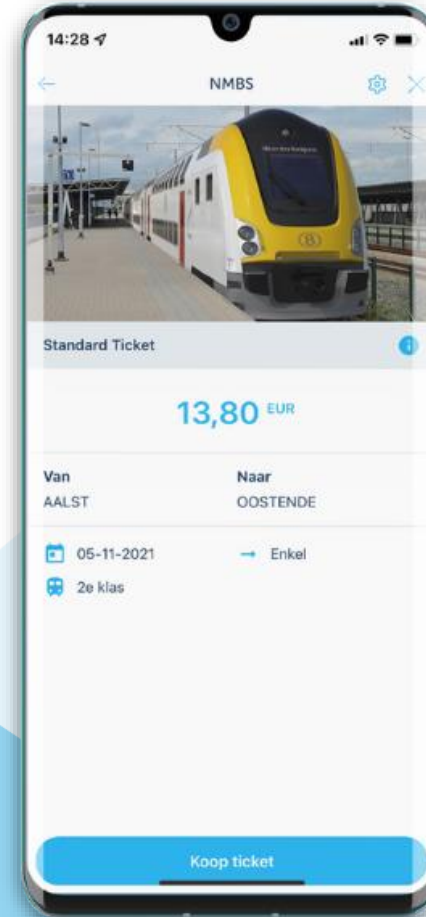 14:28
NMBS
B
Standard Ticket
13,80 EUR
Van Naar
AALST OOSTENDE
05-11-2021 → Enkel
2e klas
Koop ticket